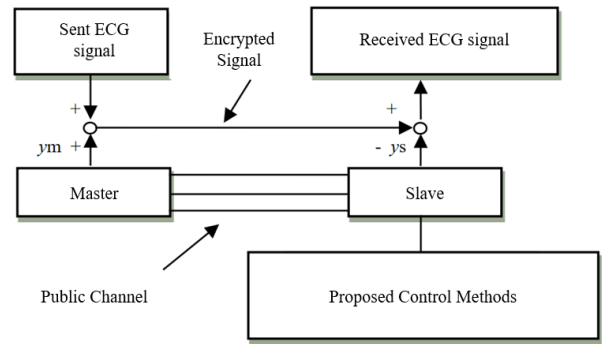 Sent ECG
signal
Encrypted
Signal
Received ECG signal
+
+
ym +
- ys
Master
Slave
Public Channel
Proposed Control Methods